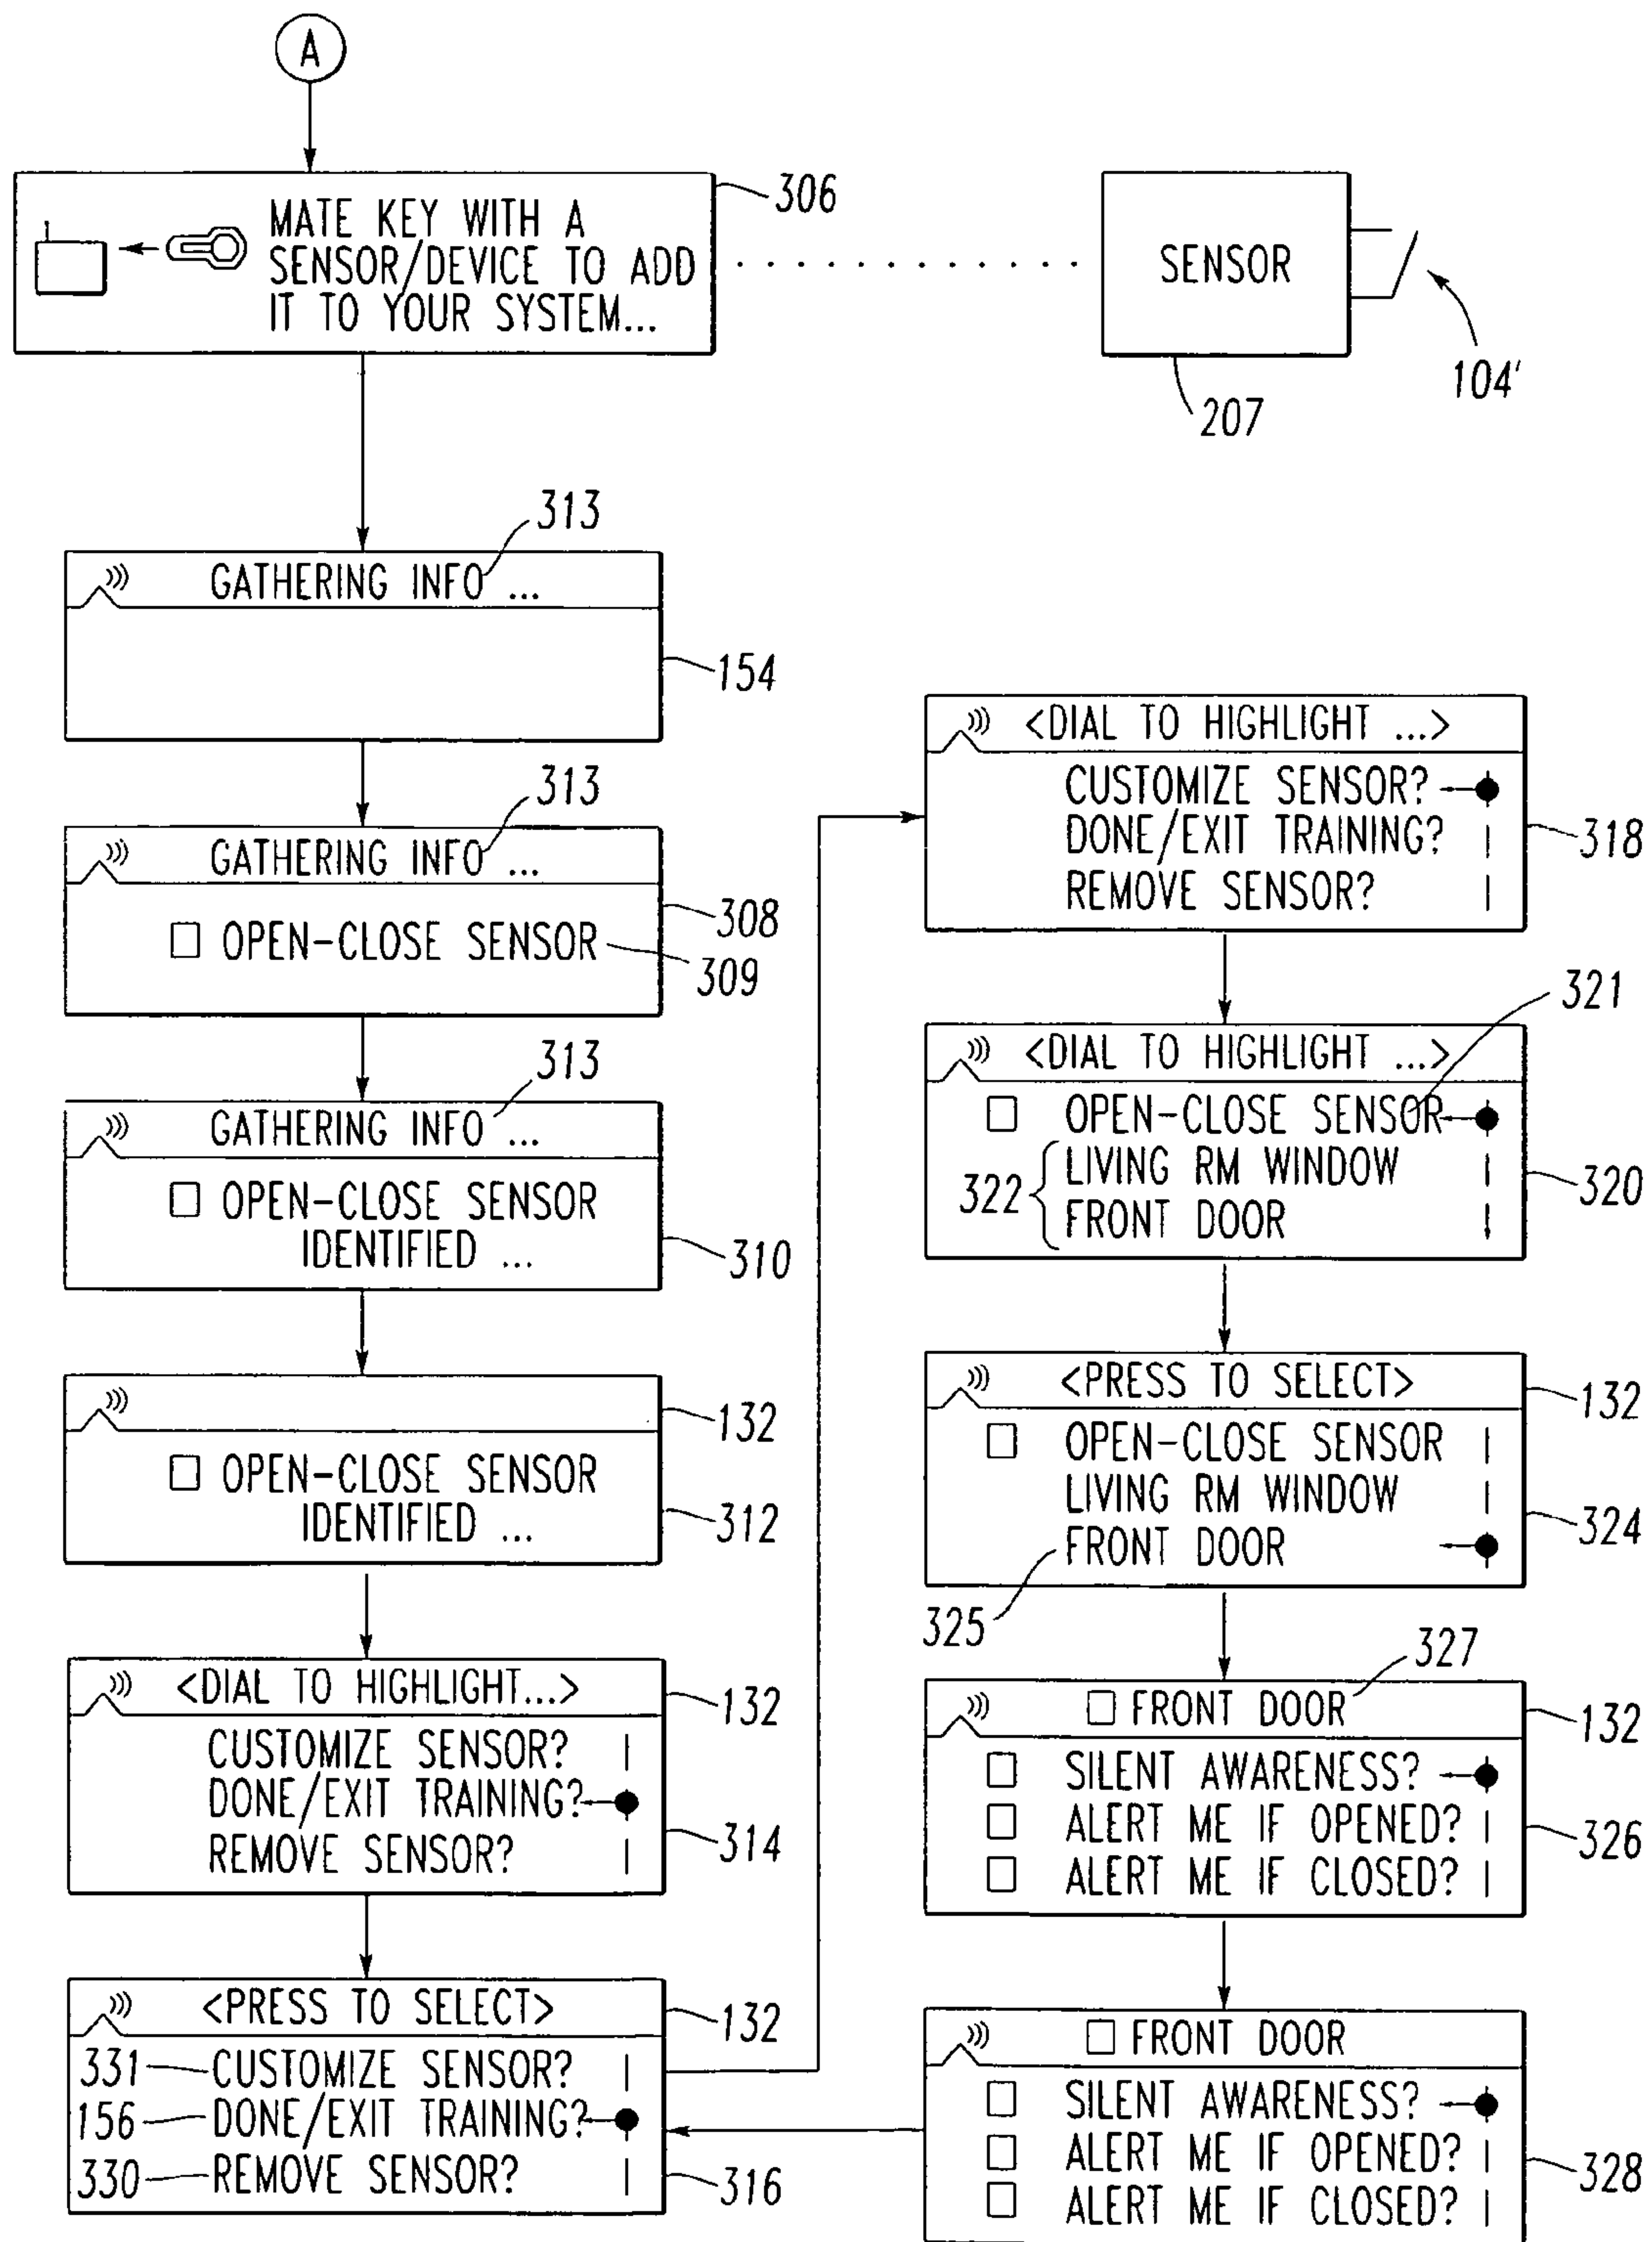 A
MATE KEY WITH A
SENSOR/DEVICE TO ADD
IT TO YOUR SYSTEM...
306
SENSOR
104'
207
313
GATHERING INFO ...
154
313
GATHERING INFO ...
308
OPEN-CLOSE SENSOR
309
313
GATHERING INFO ...
OPEN-CLOSE SENSOR
IDENTIFIED ...
310
132
OPEN-CLOSE SENSOR
IDENTIFIED ...
312
<DIAL TO HIGHLIGHT...>
132
CUSTOMIZE SENSOR?
DONE/EXIT TRAINING?
REMOVE SENSOR?
314
<PRESS TO SELECT>
132
331 CUSTOMIZE SENSOR?
156 DONE/EXIT TRAINING?
330 REMOVE SENSOR?
316
<DIAL TO HIGHLIGHT ...>
CUSTOMIZE SENSOR?
DONE/EXIT TRAINING?
318
REMOVE SENSOR?
321
<DIAL TO HIGHLIGHT ...>
OPEN-CLOSE SENSOR
LIVING RM WINDOW
322
320
FRONT DOOR
<PRESS TO SELECT>
132
OPEN-CLOSE SENSOR
LIVING RM WINDOW
324
FRONT DOOR
325
327
FRONT DOOR
132
SILENT AWARENESS?
ALERT ME IF OPENED?
326
ALERT ME IF CLOSED?
FRONT DOOR
SILENT AWARENESS?
ALERT ME IF OPENED?
328
ALERT ME IF CLOSED?